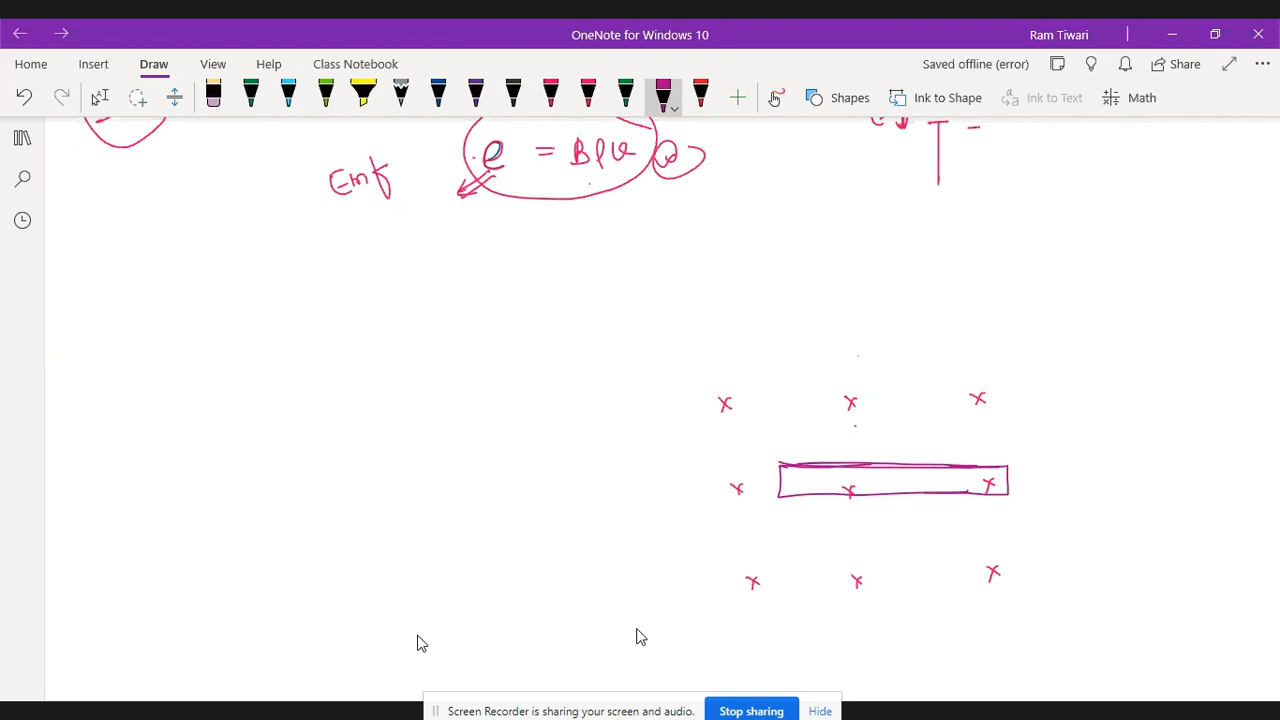 OneNote for Windows 10
Ram Tiwari
Home Insert Draw View Help Class Notebook
Saved offline (error)
Share
Shapes
Ink to Shape
Ink to Text
Math
Emf e = Blv
T -
x x x
x x x
x x x
Screen Recorder is sharing your screen and audio.
Stop sharing
Hide